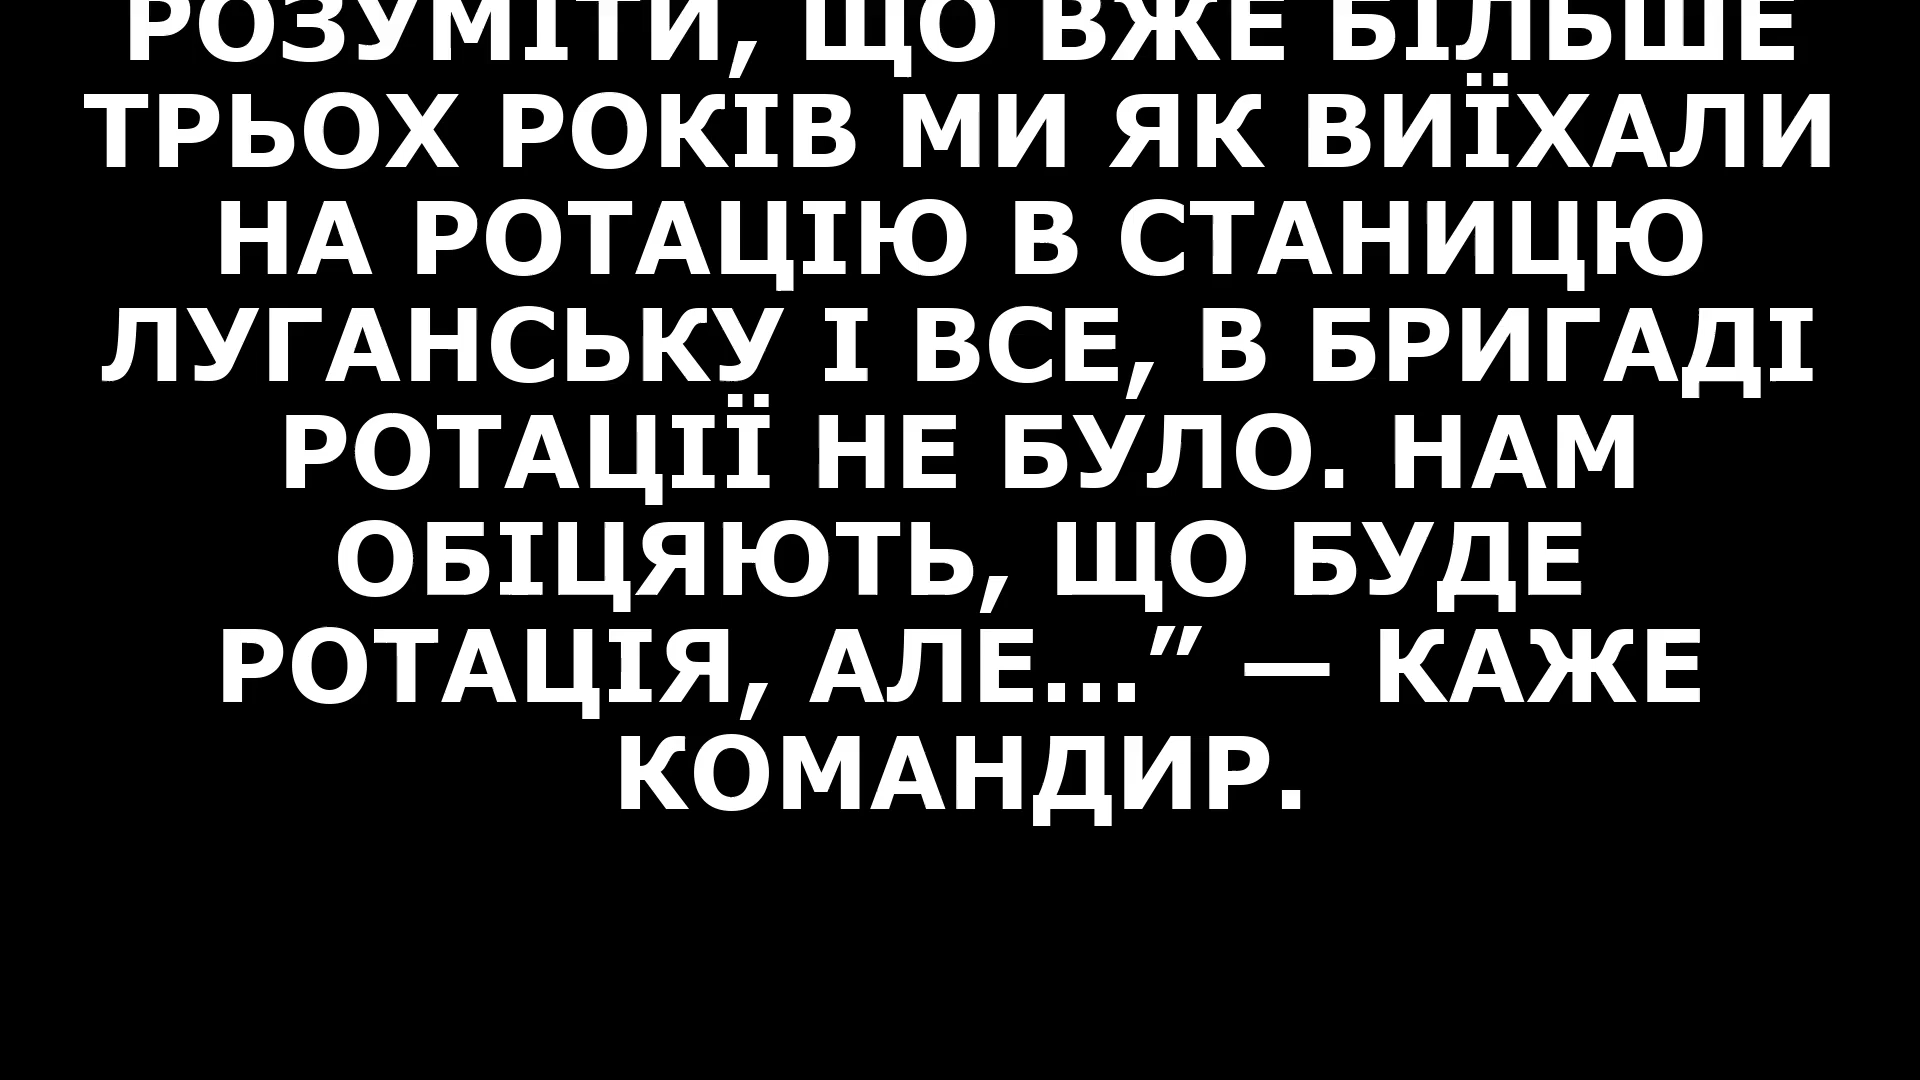 РОЗУМІТИ, ЩО ВЖЕ БІЛЬШЕ
ТРЬОХ РОКІВ МИ ЯК ВИЇХАЛИ
НА РОТАЦІЮ В СТАНИЦЮ
ЛУГАНСЬКУ І ВСЕ, В БРИГАДІ
РОТАЦІЇ НЕ БУЛО. НАМ
ОБІЦЯЮТЬ, ЩО БУДЕ
РОТАЦІЯ, АЛЕ...” — КАЖЕ
КОМАНДИР.